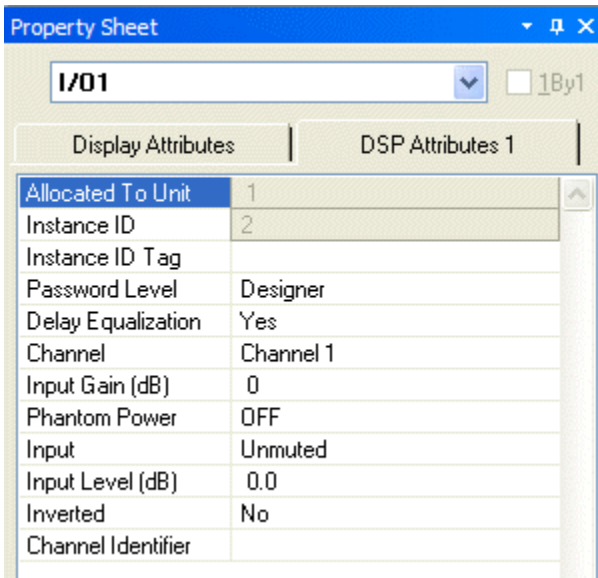 Property Sheet
I/O1 1By1
Display Attributes DSP Attributes 1
Allocated To Unit 1
Instance ID 2
Instance ID Tag
Password Level Designer
Delay Equalization Yes
Channel Channel 1
Input Gain (dB) 0
Phantom Power OFF
Input Unmuted
Input Level (dB) 0.0
Inverted No
Channel Identifier